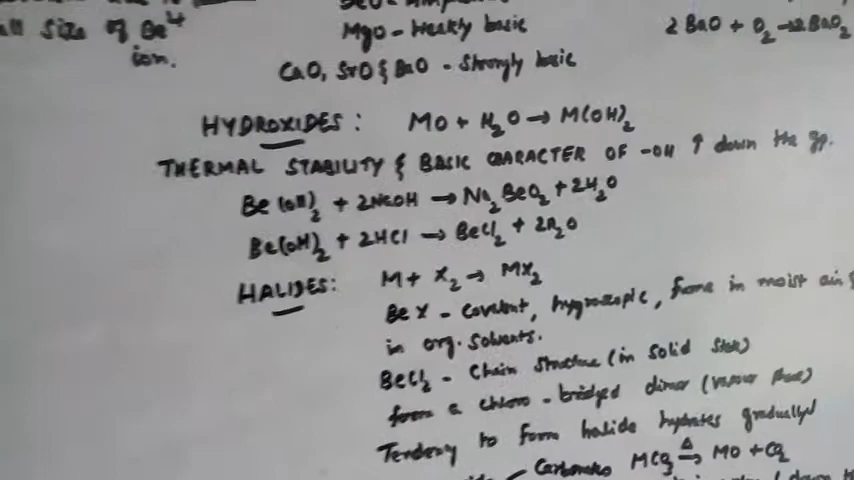 all size of Be4
ion.
MgO - Weakly basic
2 BaO + O2 → 2BaO2
CaO, SrO & BaO - Strongly basic
HYDROXIDES : MO + H2O → M(OH)2
THERMAL STABILITY & BASIC CHARACTER OF -OH ↑ down the gp.
Be(OH)2 + 2NaOH → Na2BeO2 + 2H2O
Be(OH)2 + 2HCl → BeCl2 + 2H2O
HALIDES: M + X2 → MX2
BeX - Covalent, hygroscopic, fume in moist air &
in org. solvents.
BeCl2 - Chain structure (in solid state)
form a chloro-bridged dimer (vapour phase)
Tendency to form halide hydrates gradually
Carbonates MCO3 →Δ MO + CO2